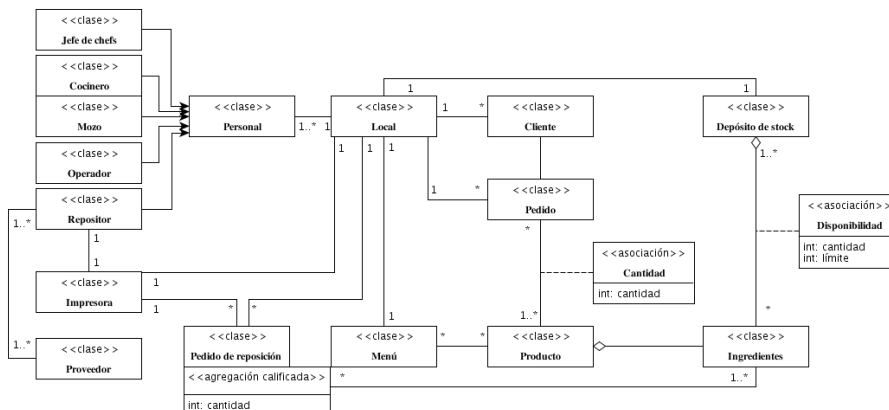 <<clase>>
Jefe de chefs
<<clase>>
Cocinero
<<clase>>
Mozo
<<clase>>
Operador
<<clase>>
Repositor
1..*
1
1
<<clase>>
Impresora
1
1
1..*
<<clase>>
Proveedor
<<clase>>
Personal
1..*
1
<<clase>>
Local
1
1
1
1
*
1
*
1
1
<<clase>>
Cliente
<<clase>>
Pedido
*
<<asociación>>
Cantidad
int: cantidad
1..*
<<clase>>
Depósito de stock
1..*
<<asociación>>
Disponibilidad
int: cantidad
int: límite
*
*
*
<<clase>>
Pedido de reposición
<<agregación calificada>>
int: cantidad
*
1
<<clase>>
Menú
*
*
<<clase>>
Producto
<<clase>>
Ingredientes
1..*